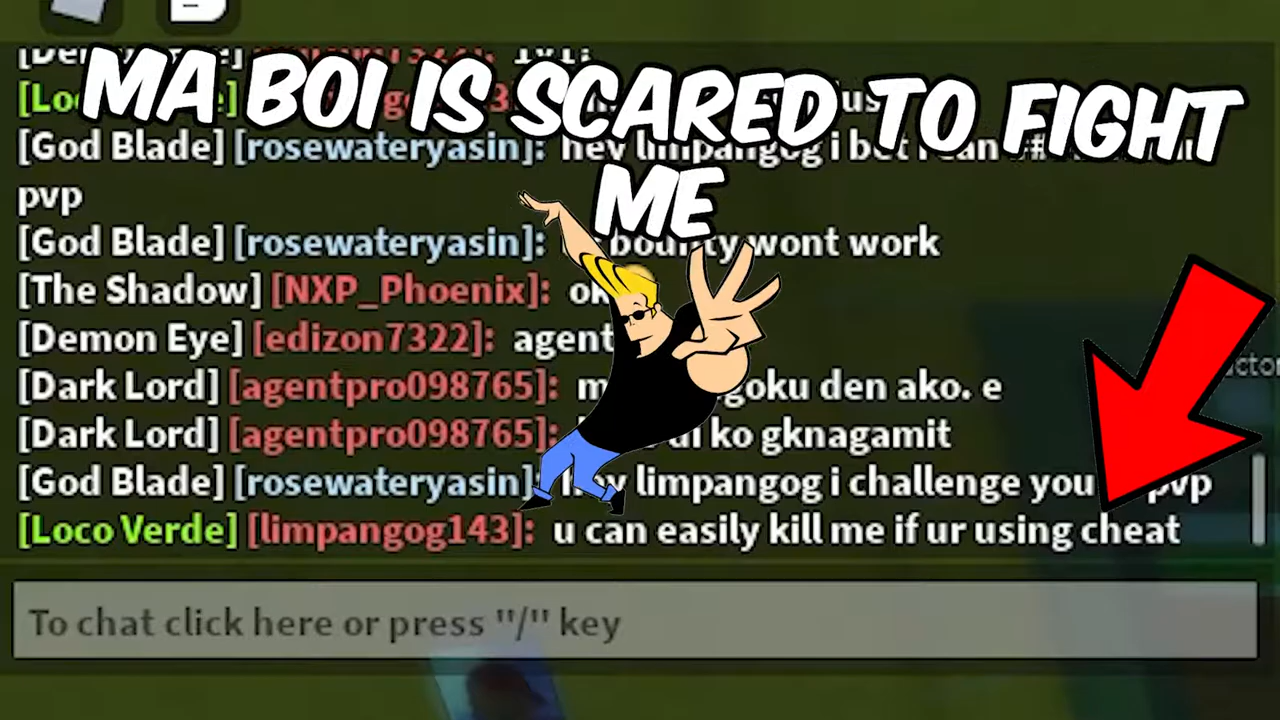 MA BOI IS SCARED TO FIGHT
ME
[God Blade] [rosewateryasin]: hey limpangog i bet i can
pvp
[God Blade] [rosewateryasin]: bounty wont work
[The Shadow] [NXP_Phoenix]: ok
[Demon Eye] [edizon7322]: agent
[Dark Lord] [agentpro098765]: goku den ako. e
[Dark Lord] [agentpro098765]: di ko gknagamit
[God Blade] [rosewateryasin]: hey limpangog i challenge you pvp
[Loco Verde] [limpangog143]: u can easily kill me if ur using cheat
To chat click here or press "/" key